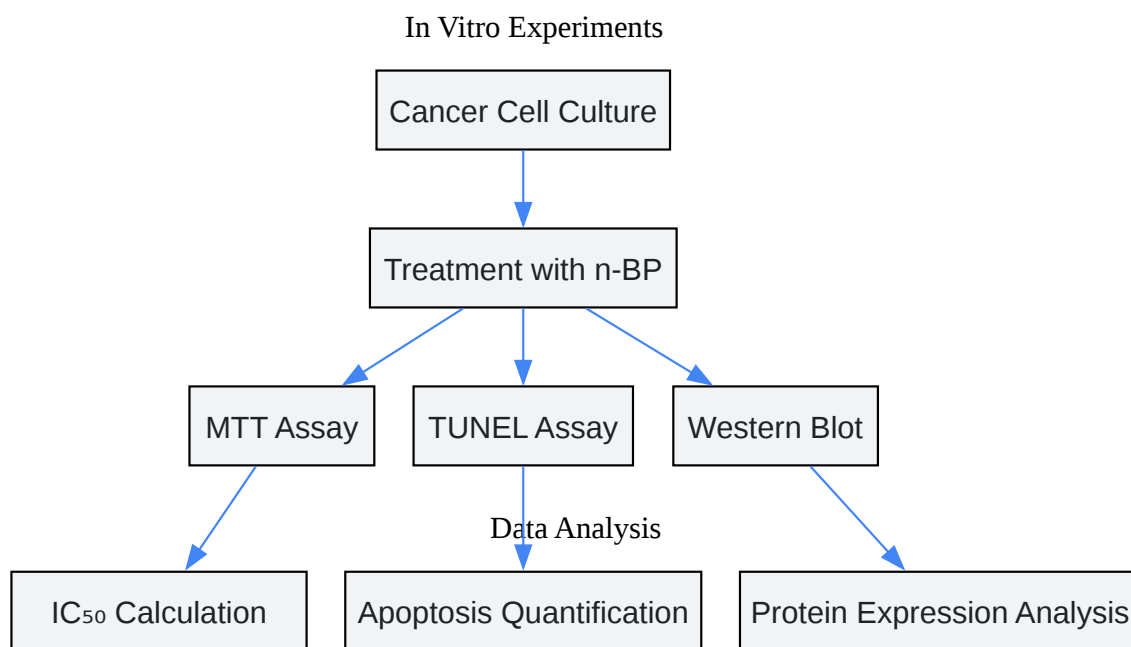 In Vitro Experiments
Cancer Cell Culture
Treatment with n-BP
MTT Assay
TUNEL Assay
Western Blot
Data Analysis
IC₅₀ Calculation
Apoptosis Quantification
Protein Expression Analysis